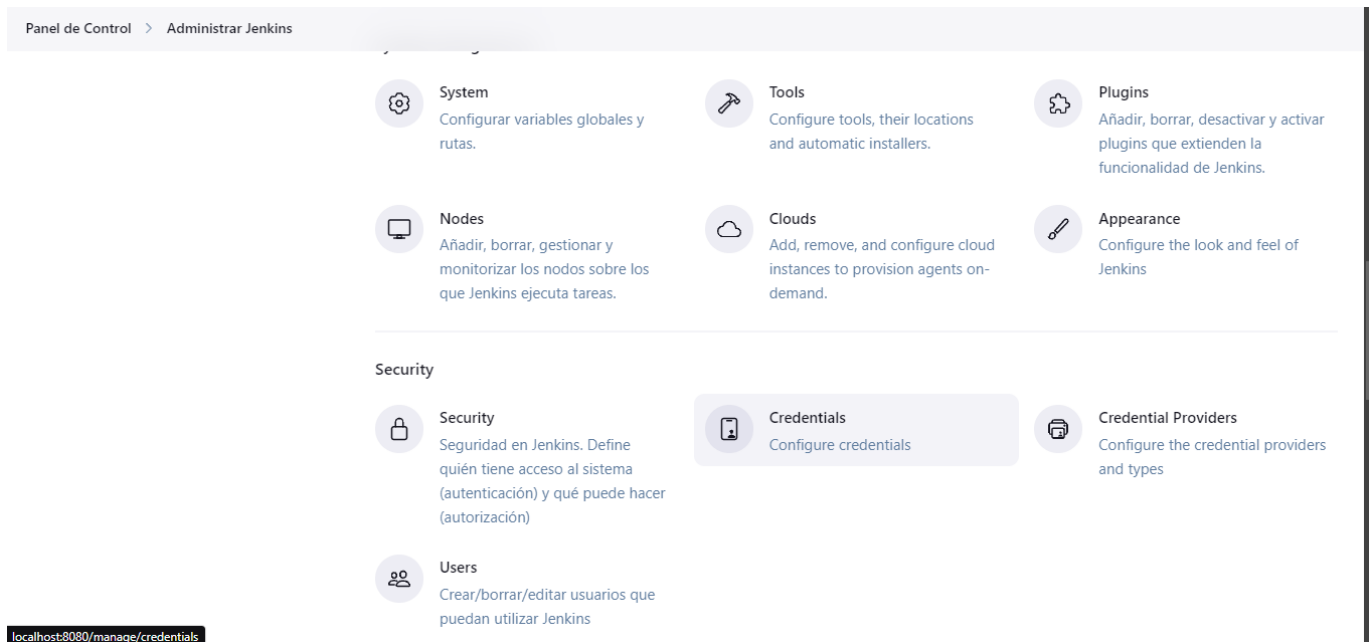 Panel de Control > Administrar Jenkins
System
Configurar variables globales y
rutas.
Tools
Configure tools, their locations
and automatic installers.
Plugins
Añadir, borrar, desactivar y activar
plugins que extienden la
funcionalidad de Jenkins.
Nodes
Añadir, borrar, gestionar y
monitorizar los nodos sobre los
que Jenkins ejecuta tareas.
Clouds
Add, remove, and configure cloud
instances to provision agents on-
demand.
Appearance
Configure the look and feel of
Jenkins
Security
Security
Seguridad en Jenkins. Define
quién tiene acceso al sistema
(autenticación) y qué puede hacer
(autorización)
Credentials
Configure credentials
Credential Providers
Configure the credential providers
and types
Users
Crear/borrar/editar usuarios que
puedan utilizar Jenkins
localhost:8080/manage/credentials